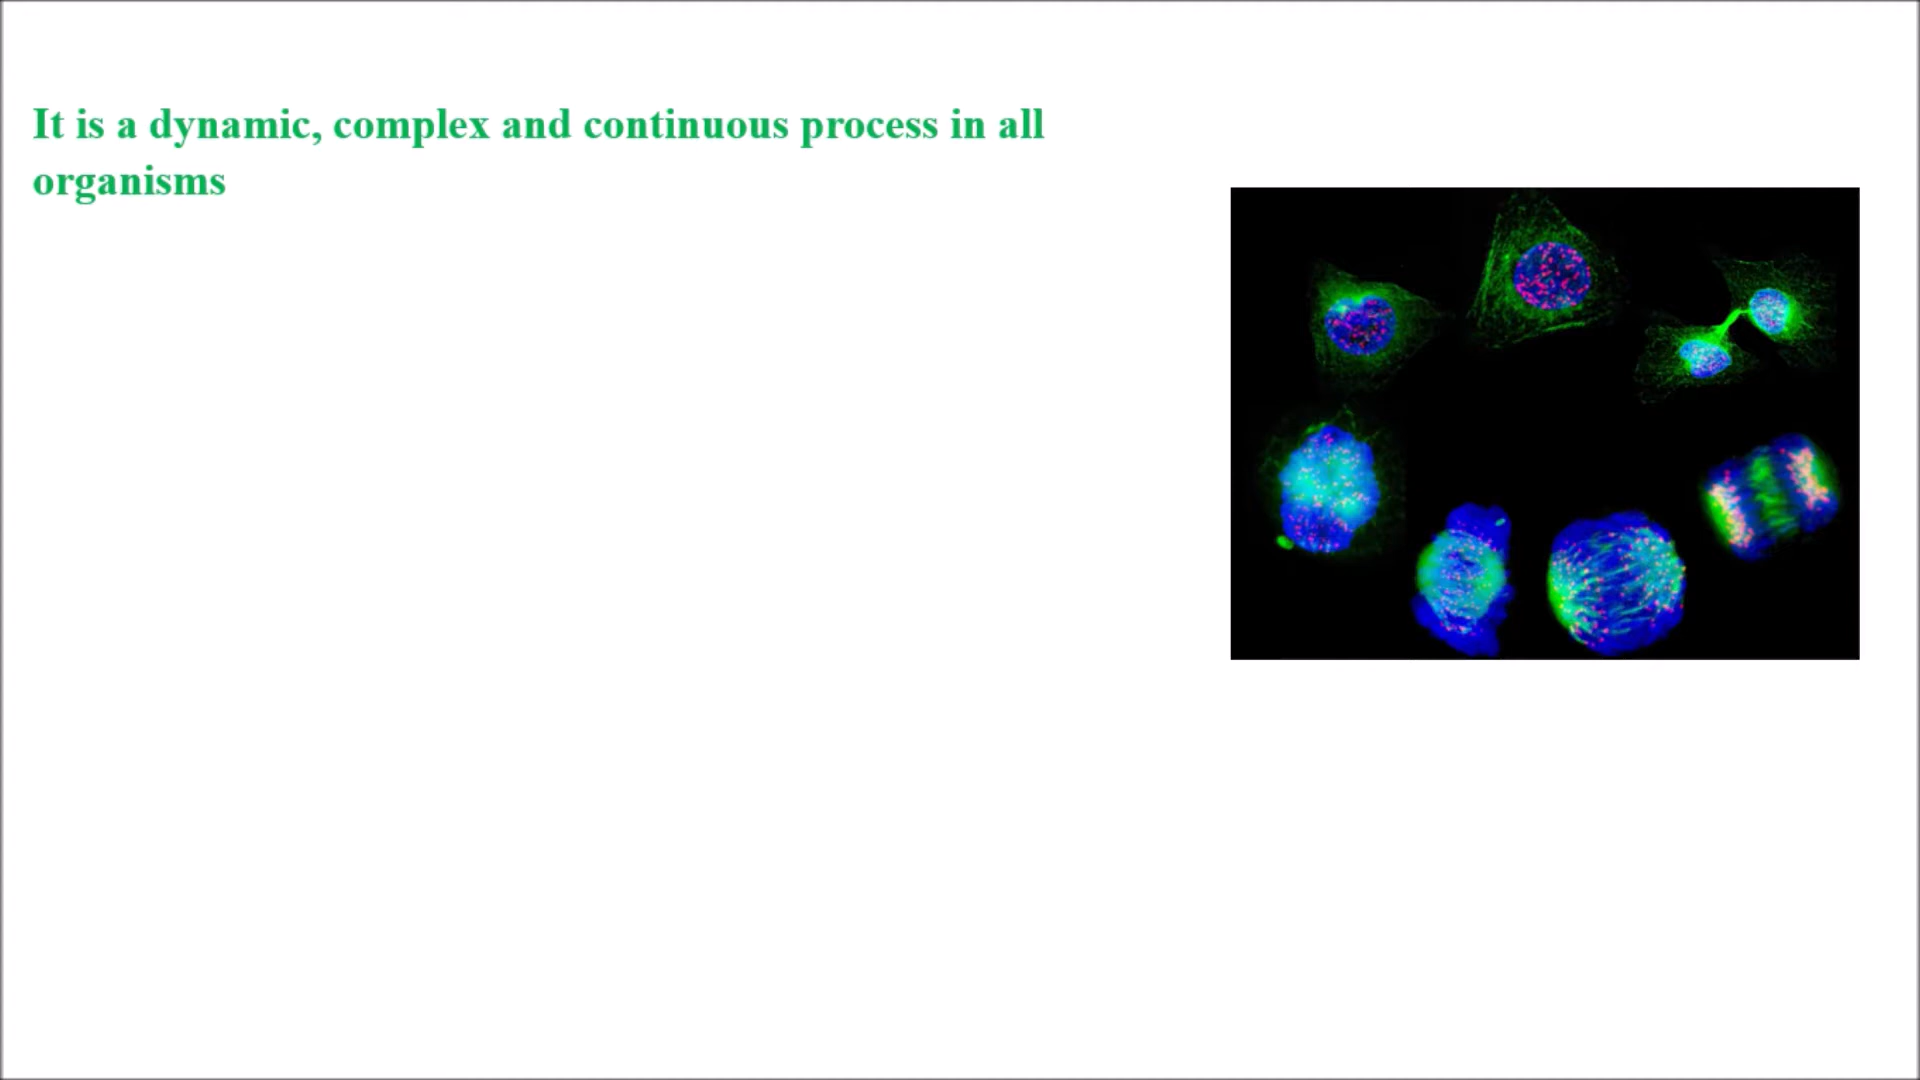 It is a dynamic, complex and continuous process in all
organisms